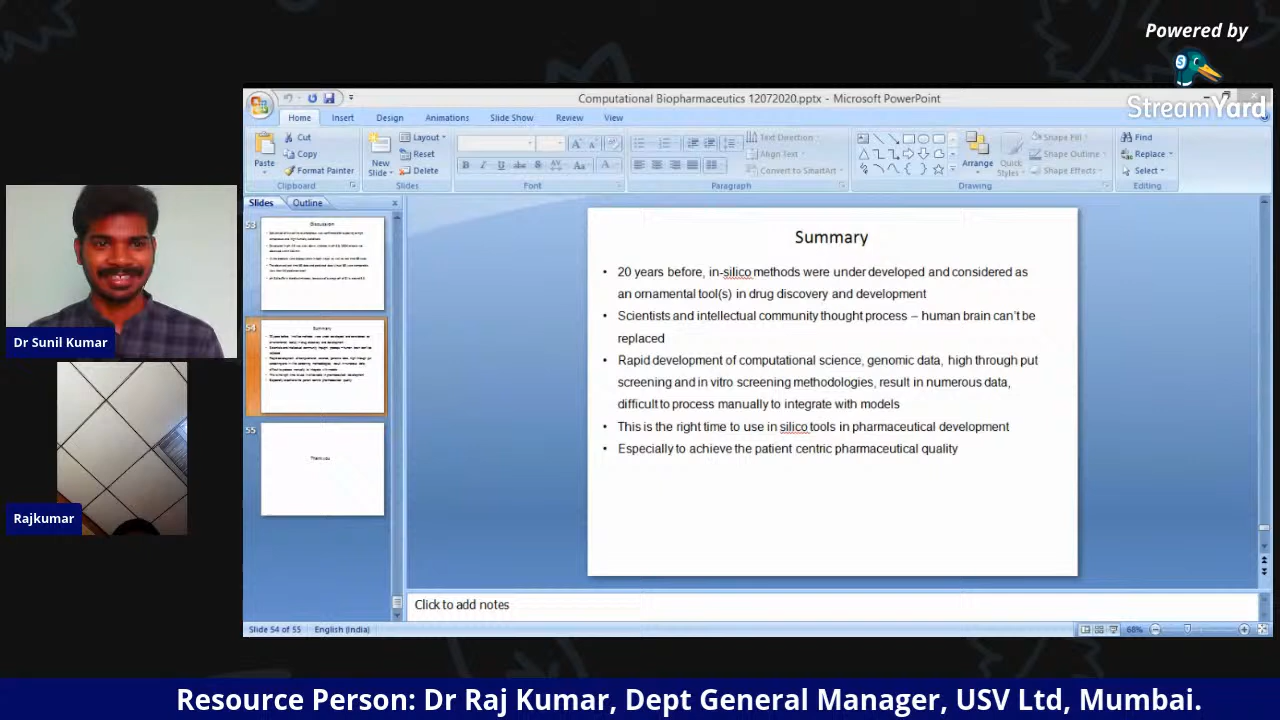 Powered by
StreamYard
Computational Biopharmaceutics 12072020.pptx - Microsoft PowerPoint
Home Insert Design Animations Slide Show Review View
Paste
Cut
Copy
Format Painter
Clipboard
New
Slide
Layout
Reset
Delete
Slides
Font
Text Direction
Align Text
Convert to SmartArt
Paragraph
Arrange
Quick
Styles
Shape Fill
Shape Outline
Shape Effects
Drawing
Find
Replace
Select
Editing
Slides Outline
53
Discussion
54
Summary
55
Thank you
Summary
• 20 years before, in-silico methods were under developed and considered as
an ornamental tool(s) in drug discovery and development
• Scientists and intellectual community thought process – human brain can't be
replaced
• Rapid development of computational science, genomic data, high through put
screening and in vitro screening methodologies, result in numerous data,
difficult to process manually to integrate with models
• This is the right time to use in silico tools in pharmaceutical development
• Especially to achieve the patient centric pharmaceutical quality
Click to add notes
Slide 54 of 55 English (India)
68%
Dr Sunil Kumar
Rajkumar
Resource Person: Dr Raj Kumar, Dept General Manager, USV Ltd, Mumbai.